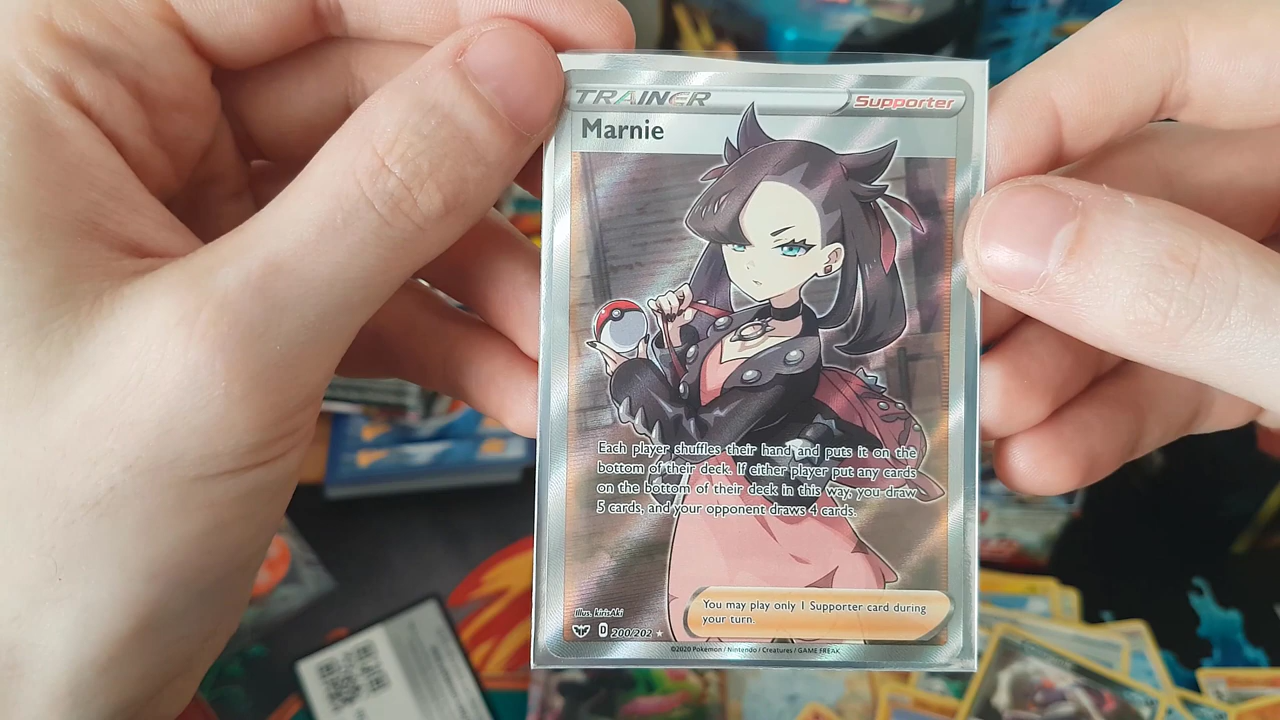 TRAINER
Supporter
Marnie
Each player shuffles their hand and puts it on the
bottom of their deck. If either player put any cards
on the bottom of their deck in this way, you draw
5 cards, and your opponent draws 4 cards.
You may play only 1 Supporter card during
your turn.
Illus. kirisAki
D 200/202 ★
©2020 Pokémon / Nintendo / Creatures / GAME FREAK